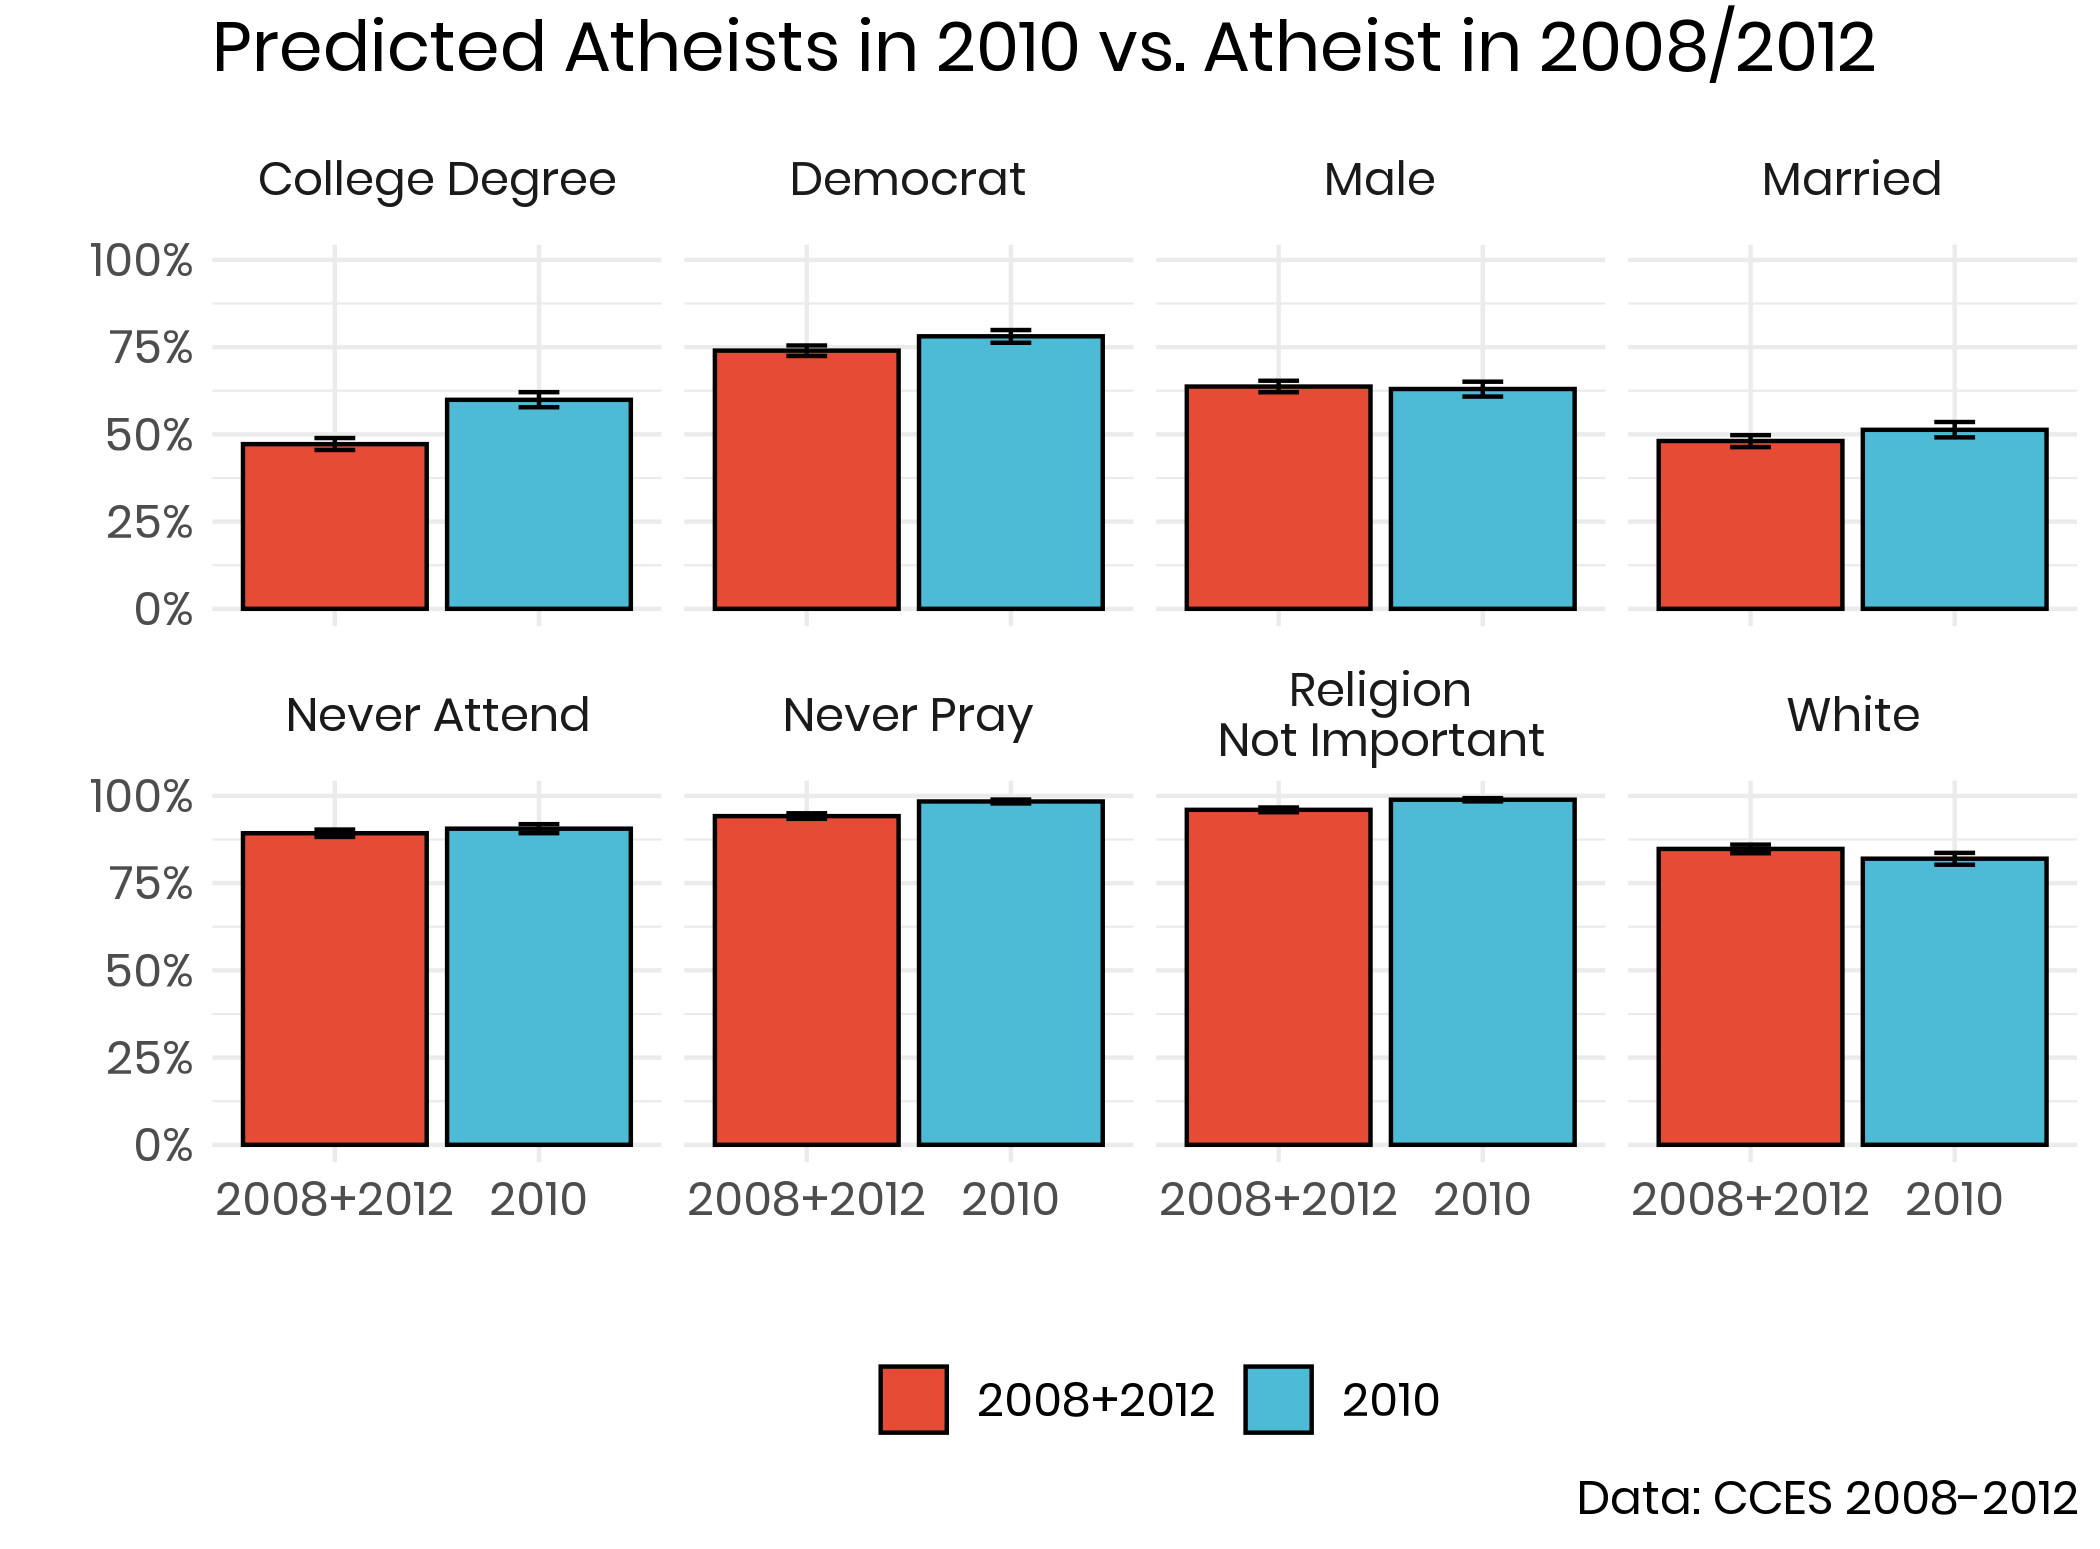 Predicted Atheists in 2010 vs. Atheist in 2008/2012
College Degree Democrat Male Married
100%
75%
50%
25%
0%
Never Attend Never Pray Religion Not Important White
100%
75%
50%
25%
0%
2008+2012 2010 2008+2012 2010 2008+2012 2010 2008+2012 2010
2008+2012 2010
Data: CCES 2008-2012